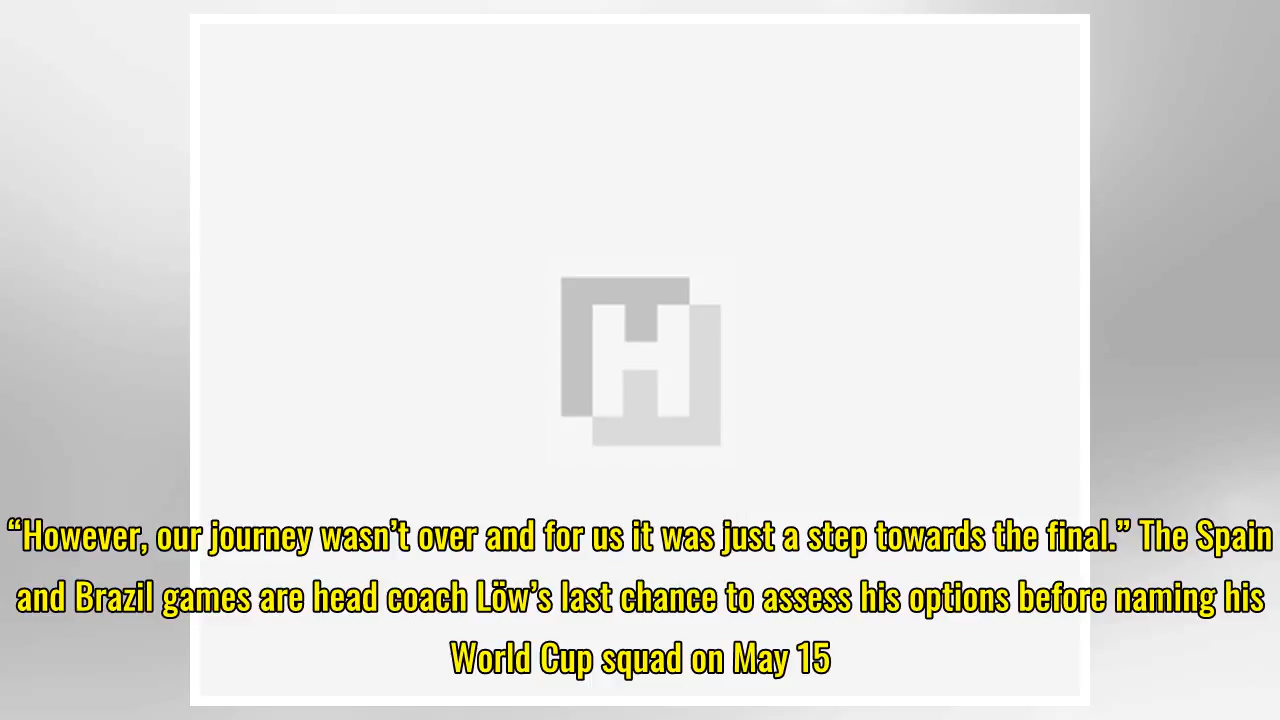 H
“However, our journey wasn’t over and for us it was just a step towards the final.” The Spain
and Brazil games are head coach Löw’s last chance to assess his options before naming his
World Cup squad on May 15